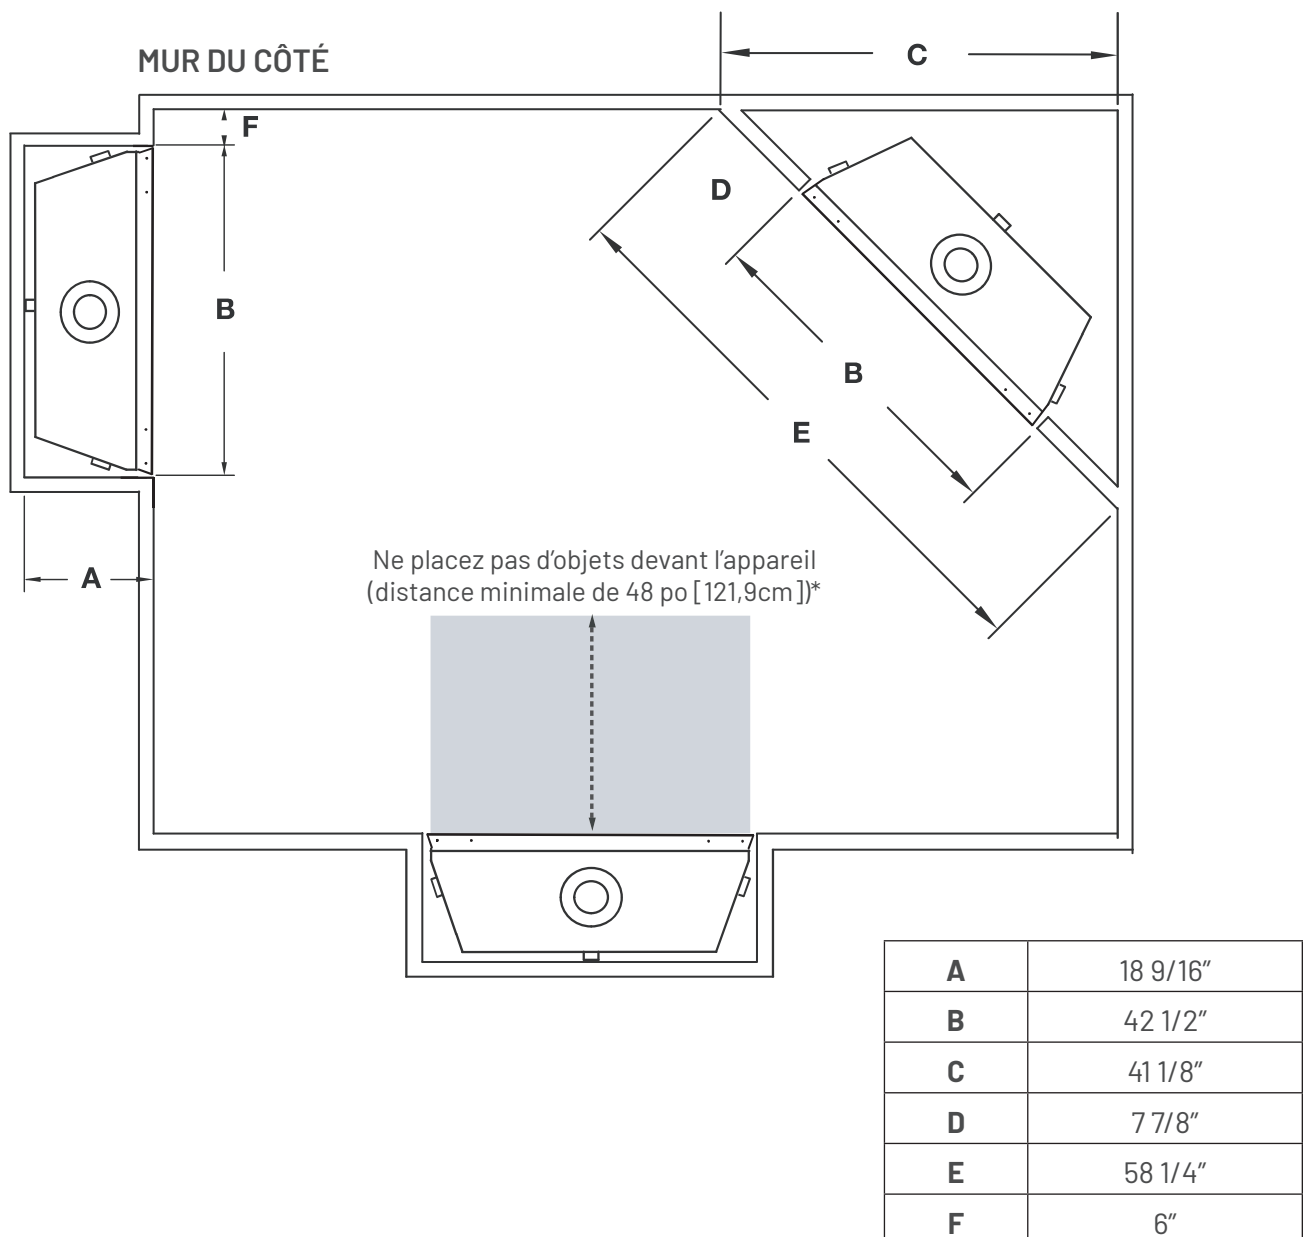 MUR DU CÔTÉ
C
F
D
B
B
E
A
Ne placez pas d’objets devant l’appareil
(distance minimale de 48 po [121,9cm])*
A 18 9/16”
B 42 1/2”
C 41 1/8”
D 7 7/8”
E 58 1/4”
F 6”